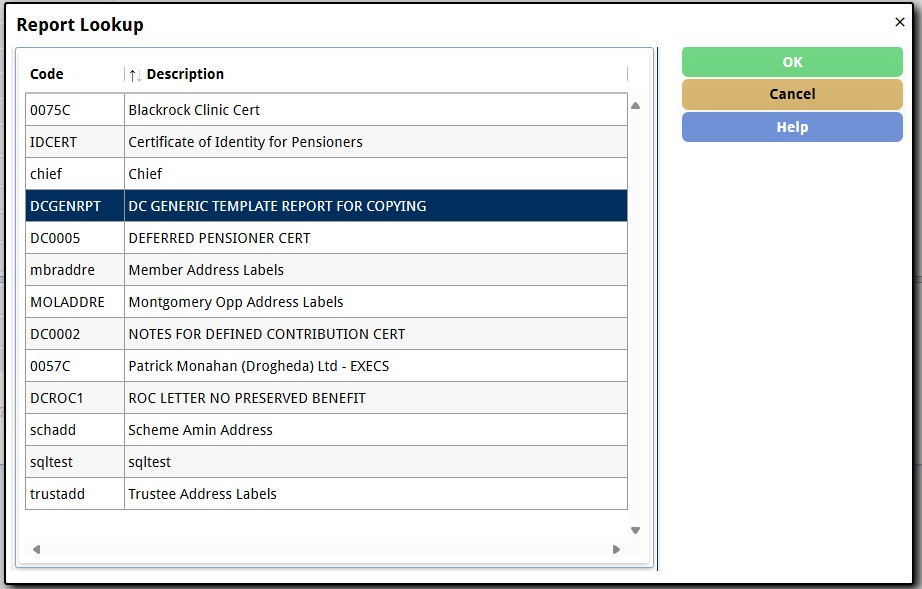 Report Lookup
Code Description
0075C Blackrock Clinic Cert
IDCERT Certificate of Identity for Pensioners
chief Chief
DCGENRPT DC GENERIC TEMPLATE REPORT FOR COPYING
DC0005 DEFERRED PENSIONER CERT
mbraddre Member Address Labels
MOLADDRE Montgomery Opp Address Labels
DC0002 NOTES FOR DEFINED CONTRIBUTION CERT
0057C Patrick Monahan (Drogheda) Ltd - EXECS
DCROC1 ROC LETTER NO PRESERVED BENEFIT
schadd Scheme Amin Address
sqltest sqltest
trustadd Trustee Address Labels
OK
Cancel
Help